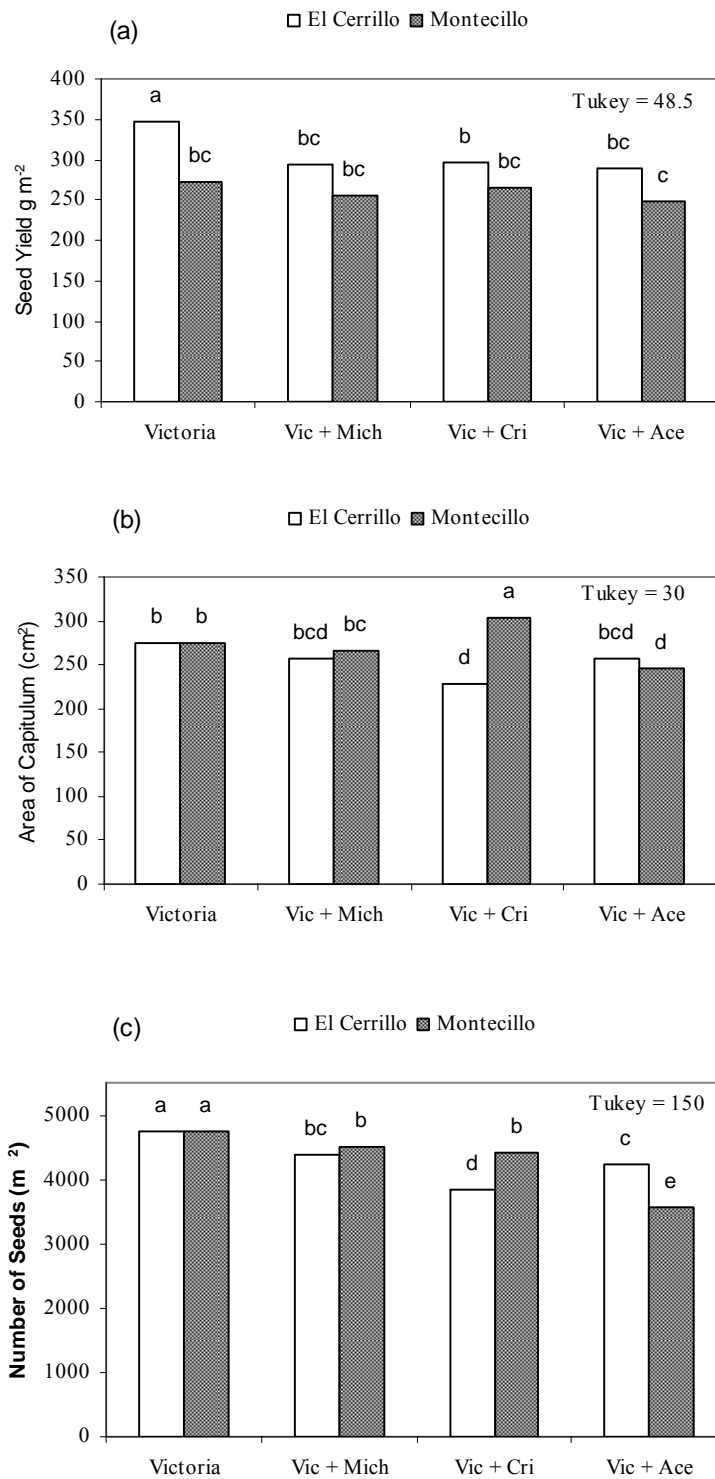 (a)
El Cerrillo Montecillo
Seed Yield g m-2
400
350
300
250
200
150
100
50
0
Tukey = 48.5
a
bc
bc
bc
b
bc
bc
c
Victoria Vic + Mich Vic + Cri Vic + Ace
(b)
El Cerrillo Montecillo
Area of Capitulum (cm²)
350
300
250
200
150
100
50
0
Tukey = 30
b
b
bcd
bc
d
a
bcd
d
Victoria Vic + Mich Vic + Cri Vic + Ace
(c)
El Cerrillo Montecillo
Number of Seeds (m ²)
5000
4000
3000
2000
1000
0
Tukey = 150
a
a
bc
b
d
b
c
e
Victoria Vic + Mich Vic + Cri Vic + Ace